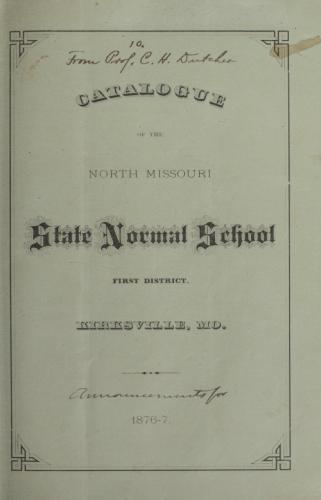 10.
From Prof. C. H. Dutcher
CATALOGUE
OF THE
NORTH MISSOURI
State Normal School
FIRST DISTRICT,
KIRKSVILLE, MO.
Announcements for
1876-7.